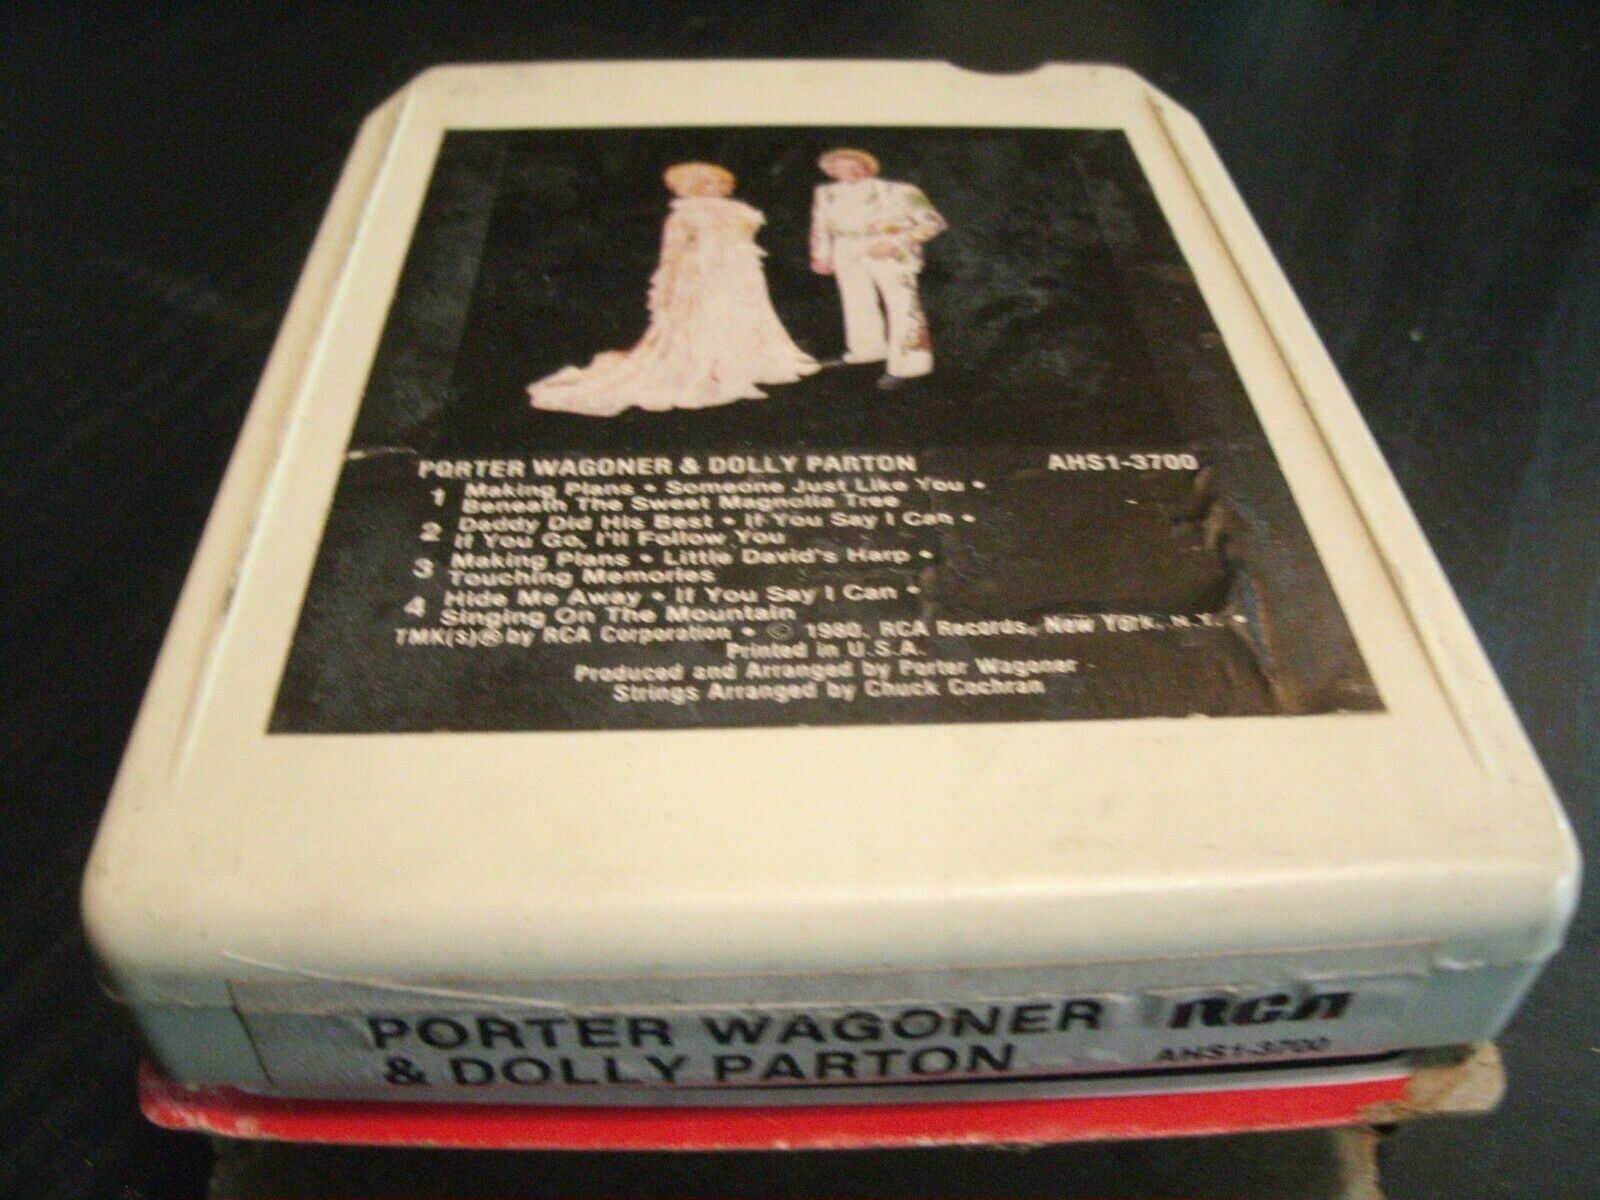 PORTER WAGONER & DOLLY PARTON AHS1-3700
1 Making Plans • Someone Just Like You •
Beneath The Sweet Magnolia Tree
2 Daddy Did His Best • If You Say I Can •
If You Go, I'll Follow You
3 Making Plans • Little David's Harp •
Touching Memories
4 Hide Me Away • If You Say I Can •
Singing On The Mountain
TMK(s)® by RCA Corporation • © 1980, RCA Records, New York, N.Y. •
Printed in U.S.A.
Produced and Arranged by Porter Wagoner
Strings Arranged by Chuck Cochran
PORTER WAGONER RCA
& DOLLY PARTON AHS1-3700